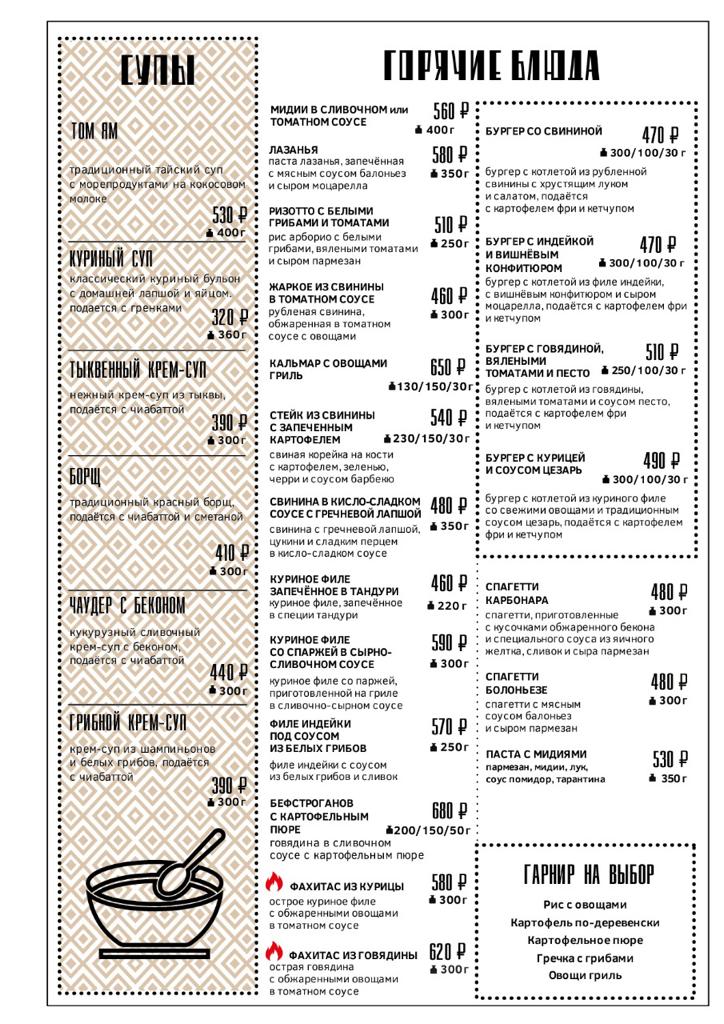 СУПЫ
ТОМ ЯМ
традиционный тайский суп
с морепродуктами на кокосовом
молоке
530 ₽
400 г
КУРИНЫЙ СУП
классический куриный бульон
с домашней лапшой и яйцом.
подается с гренками
320 ₽
360 г
ТЫКВЕННЫЙ КРЕМ-СУП
нежный крем-суп из тыквы,
подаётся с чиабаттой
390 ₽
300 г
БОРЩ
традиционный красный борщ,
подаётся с чиабаттой и сметаной
410 ₽
300 г
ЧАУДЕР С БЕКОНОМ
кукурузный сливочный
крем-суп с беконом,
подаётся с чиабаттой
440 ₽
300 г
ГРИБНОЙ КРЕМ-СУП
крем-суп из шампиньонов
и белых грибов, подаётся
с чиабаттой
390 ₽
300 г
ГОРЯЧИЕ БЛЮДА
МИДИИ В СЛИВОЧНОМ или
ТОМАТНОМ СОУСЕ
560 ₽
400 г
ЛАЗАНЬЯ
паста лазанья, запечённая
с мясным соусом балоньез
и сыром моцарелла
580 ₽
350 г
РИЗОТТО С БЕЛЫМИ
ГРИБАМИ И ТОМАТАМИ
рис арборио с белыми
грибами, вялеными томатами
и сыром пармезан
510 ₽
250 г
ЖАРКОЕ ИЗ СВИНИНЫ
В ТОМАТНОМ СОУСЕ
рубленая свинина,
обжаренная в томатном
соусе с овощами
460 ₽
300 г
КАЛЬМАР С ОВОЩАМИ
ГРИЛЬ
650 ₽
130/150/30 г
СТЕЙК ИЗ СВИНИНЫ
С ЗАПЕЧЕННЫМ
КАРТОФЕЛЕМ
540 ₽
230/150/30 г
свиная корейка на кости
с картофелем, зеленью,
черри и соусом барбекю
СВИНИНА В КИСЛО-СЛАДКОМ
СОУСЕ С ГРЕЧНЕВОЙ ЛАПШОЙ
480 ₽
350 г
свинина с гречневой лапшой,
цукини и сладким перцем
в кисло-сладком соусе
КУРИНОЕ ФИЛЕ
ЗАПЕЧЁННОЕ В ТАНДУРИ
куриное филе, запечённое
в специи тандури
460 ₽
220 г
КУРИНОЕ ФИЛЕ
СО СПАРЖЕЙ В СЫРНО-
СЛИВОЧНОМ СОУСЕ
590 ₽
300 г
куриное филе со паржей,
приготовленной на гриле
в сливочно-сырном соусе
ФИЛЕ ИНДЕЙКИ
ПОД СОУСОМ
ИЗ БЕЛЫХ ГРИБОВ
570 ₽
250 г
филе индейки с соусом
из белых грибов и сливок
БЕФСТРОГАНОВ
С КАРТОФЕЛЬНЫМ
ПЮРЕ
680 ₽
200/150/50 г
говядина в сливочном
соусе с картофельным пюре
ФАХИТАС ИЗ КУРИЦЫ
580 ₽
300 г
острое куриное филе
с обжаренными овощами
в томатном соусе
ФАХИТАС ИЗ ГОВЯДИНЫ
620 ₽
300 г
острая говядина
с обжаренными овощами
в томатном соусе
БУРГЕР СО СВИНИНОЙ
470 ₽
300/100/30 г
бургер с котлетой из рубленной
свинины с хрустящим луком
и салатом, подаётся
с картофелем фри и кетчупом
БУРГЕР С ИНДЕЙКОЙ
И ВИШНЁВЫМ
КОНФИТЮРОМ
470 ₽
300/100/30 г
бургер с котлетой из филе индейки,
с вишневым конфитюром и сыром
моцарелла, подаётся с картофелем фри
и кетчупом
БУРГЕР С ГОВЯДИНОЙ,
ВЯЛЕНЫМИ
ТОМАТАМИ И ПЕСТО
510 ₽
250/100/30 г
бургер с котлетой из говядины,
вялеными томатами и соусом песто,
подаётся с картофелем фри
и кетчупом
БУРГЕР С КУРИЦЕЙ
И СОУСОМ ЦЕЗАРЬ
490 ₽
300/100/30 г
бургер с котлетой из куриного филе
со свежими овощами и традиционным
соусом цезарь, подаётся с картофелем
фри и кетчупом
СПАГЕТТИ
КАРБОНАРА
480 ₽
300 г
спагетти, приготовленные
с кусочками обжаренного бекона
и специального соуса из яичного
желтка, сливок и сыра пармезан
СПАГЕТТИ
БОЛОНЬЕЗЕ
480 ₽
300 г
спагетти с мясным
соусом балоньез
и сыром пармезан
ПАСТА С МИДИЯМИ
530 ₽
350 г
пармезан, мидии, лук,
соус помидор, тарантина
ГАРНИР НА ВЫБОР
Рис с овощами
Картофель по-деревенски
Картофельное пюре
Гречка с грибами
Овощи гриль